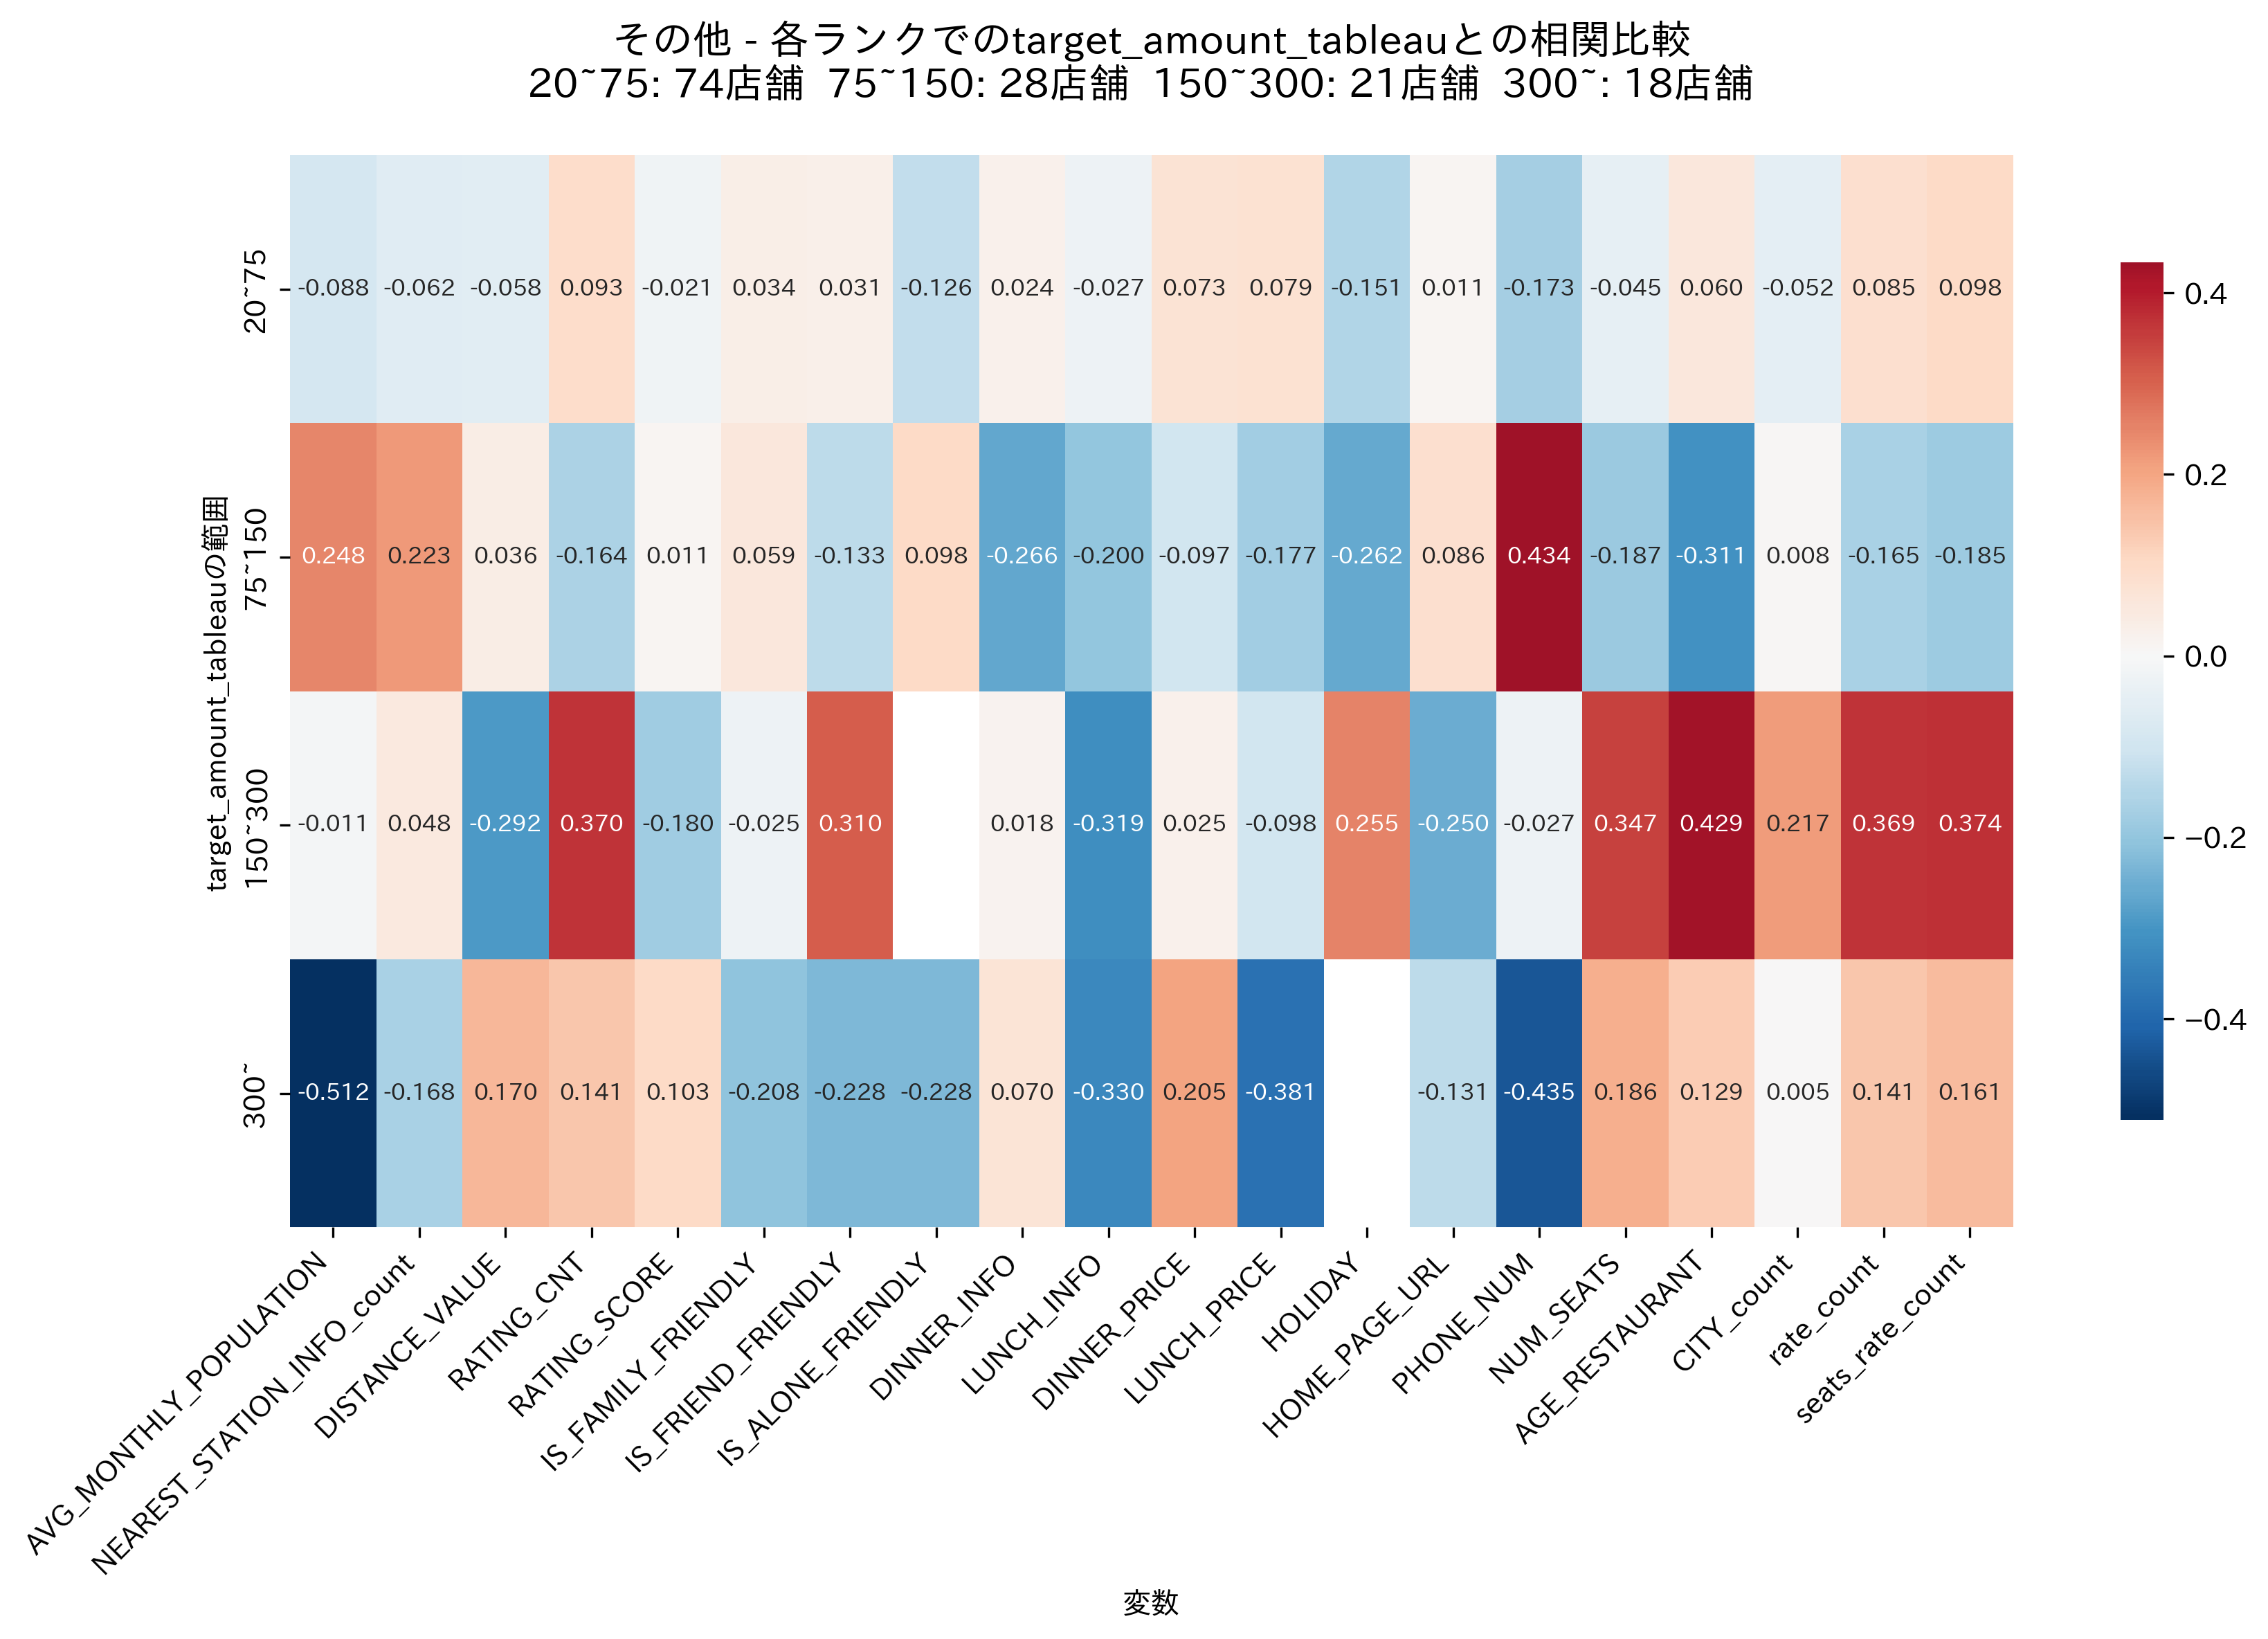 その他 - 各ランクでのtarget_amount_tableauとの相関比較
20~75: 74店舗 75~150: 28店舗 150~300: 21店舗 300~: 18店舗
target_amount_tableauの範囲
20~75
-0.088 -0.062 -0.058 0.093 -0.021 0.034 0.031 -0.126 0.024 -0.027 0.073 0.079 -0.151 0.011 -0.173 -0.045 0.060 -0.052 0.085 0.098
75~150
0.248 0.223 0.036 -0.164 0.011 0.059 -0.133 0.098 -0.266 -0.200 -0.097 -0.177 -0.262 0.086 0.434 -0.187 -0.311 0.008 -0.165 -0.185
150~300
-0.011 0.048 -0.292 0.370 -0.180 -0.025 0.310 0.018 -0.319 0.025 -0.098 0.255 -0.250 -0.027 0.347 0.429 0.217 0.369 0.374
300~
-0.512 -0.168 0.170 0.141 0.103 -0.208 -0.228 -0.228 0.070 -0.330 0.205 -0.381 -0.131 -0.435 0.186 0.129 0.005 0.141 0.161
AVG_MONTHLY_POPULATION
NEAREST_STATION_INFO_count
DISTANCE_VALUE
RATING_CNT
RATING_SCORE
IS_FAMILY_FRIENDLY
IS_FRIEND_FRIENDLY
IS_ALONE_FRIENDLY
DINNER_INFO
LUNCH_INFO
DINNER_PRICE
LUNCH_PRICE
HOLIDAY
HOME_PAGE_URL
PHONE_NUM
NUM_SEATS
AGE_RESTAURANT
CITY_count
rate_count
seats_rate_count
変数
0.4
0.2
0.0
−0.2
−0.4